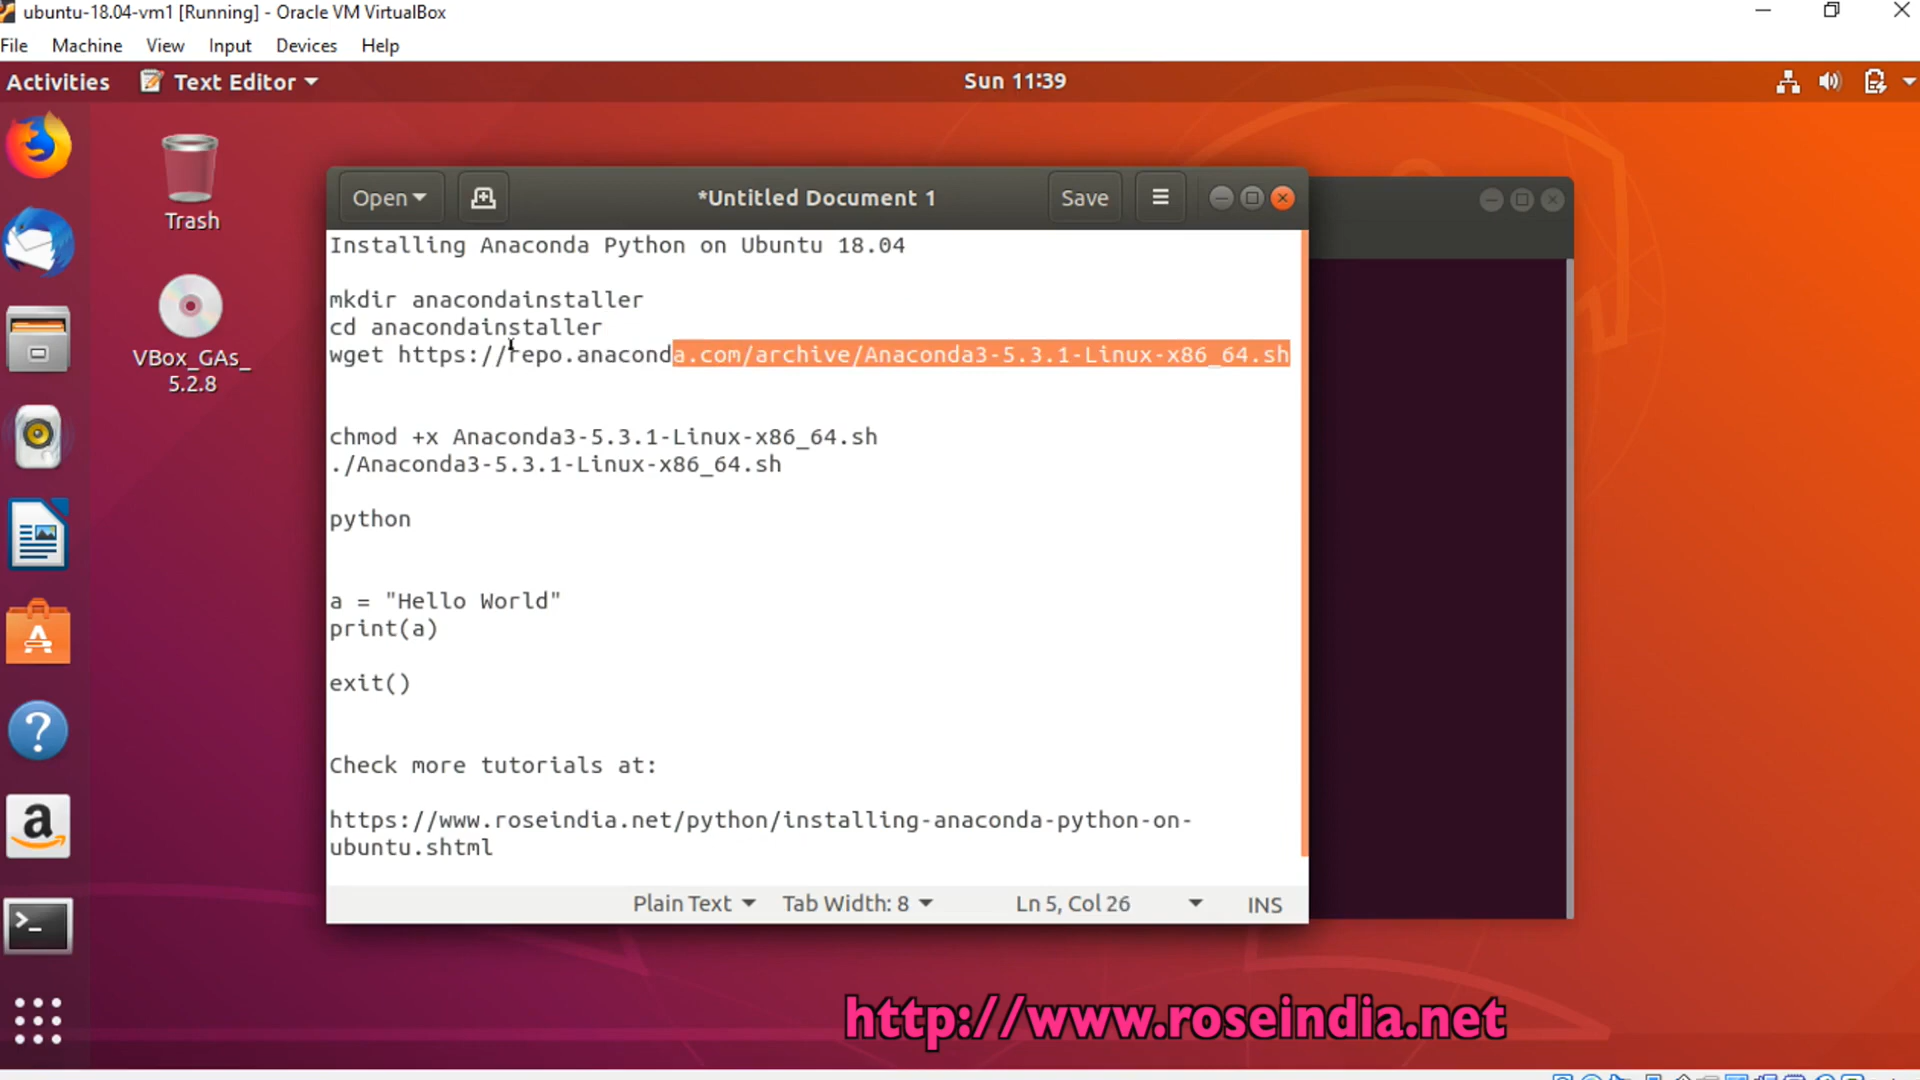 ubuntu-18.04-vm1 [Running] - Oracle VM VirtualBox
File Machine View Input Devices Help
Activities Text Editor Sun 11:39
Trash
VBox_GAs_
5.2.8
Open *Untitled Document 1 Save
Installing Anaconda Python on Ubuntu 18.04
mkdir anacondainstaller
cd anacondainstaller
wget https://repo.anaconda.com/archive/Anaconda3-5.3.1-Linux-x86_64.sh
chmod +x Anaconda3-5.3.1-Linux-x86_64.sh
./Anaconda3-5.3.1-Linux-x86_64.sh
python
a = "Hello World"
print(a)
exit()
Check more tutorials at:
https://www.roseindia.net/python/installing-anaconda-python-on-
ubuntu.shtml
Plain Text Tab Width: 8 Ln 5, Col 26 INS
http://www.roseindia.net